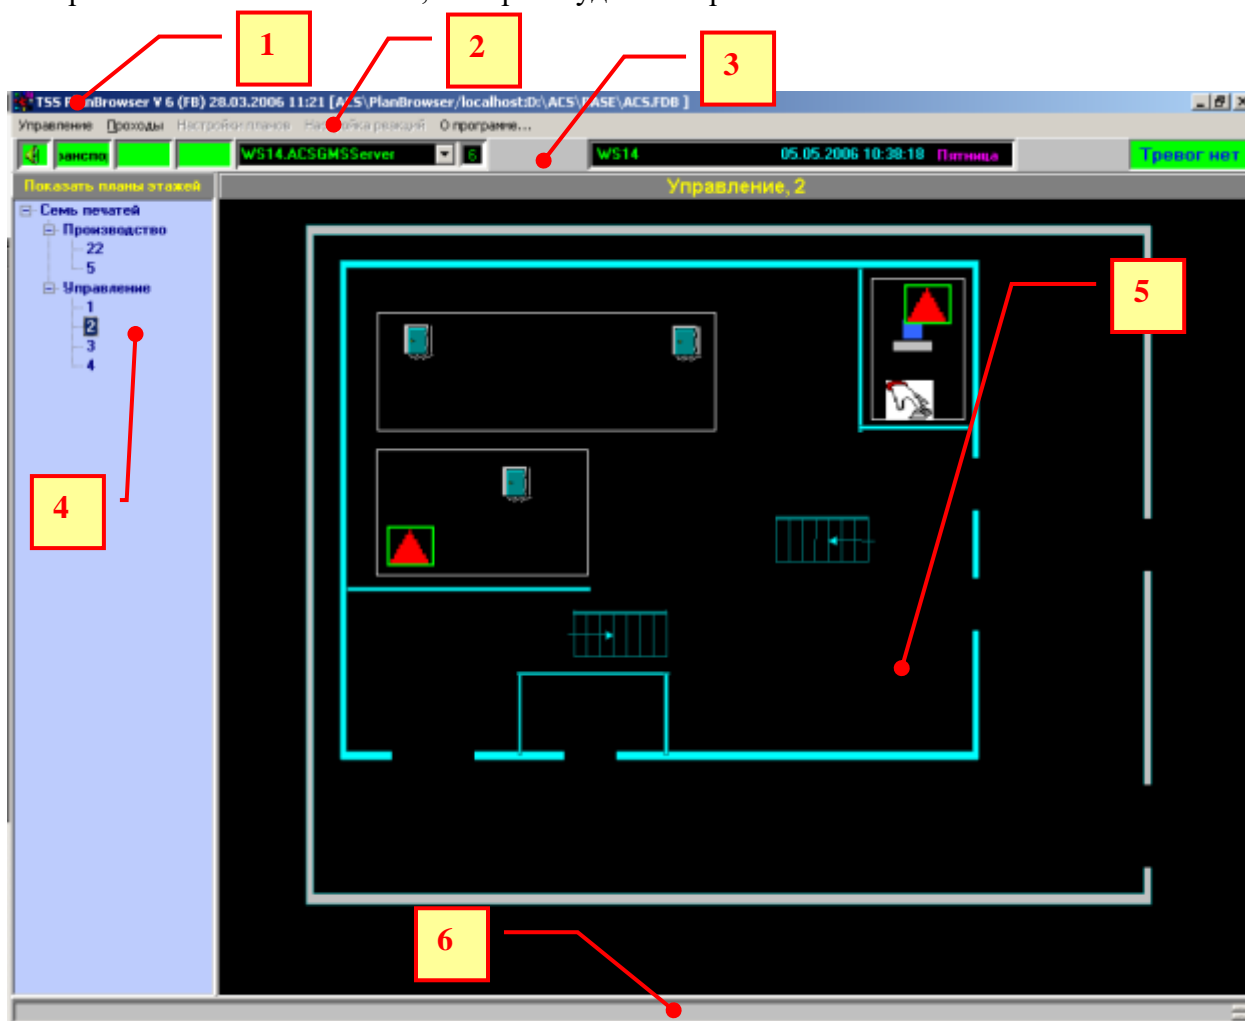 1
2
3
TSS PlanBrowser V 6 (FB) 28.03.2006 11:21 [ACS\PlanBrowser/localhost:D:\ACS\BASE\ACS.FDB ]
Управление Проходы Настройки планов Настройка реакций О программе...
WS14.ACSGMSServer 6 WS14 05.05.2006 10:38:18 Пятница Тревог нет
Показать планы этажей Управление, 2
Семь печатей
Производство
22
5
Управление
1
2
3
4
5
4
6